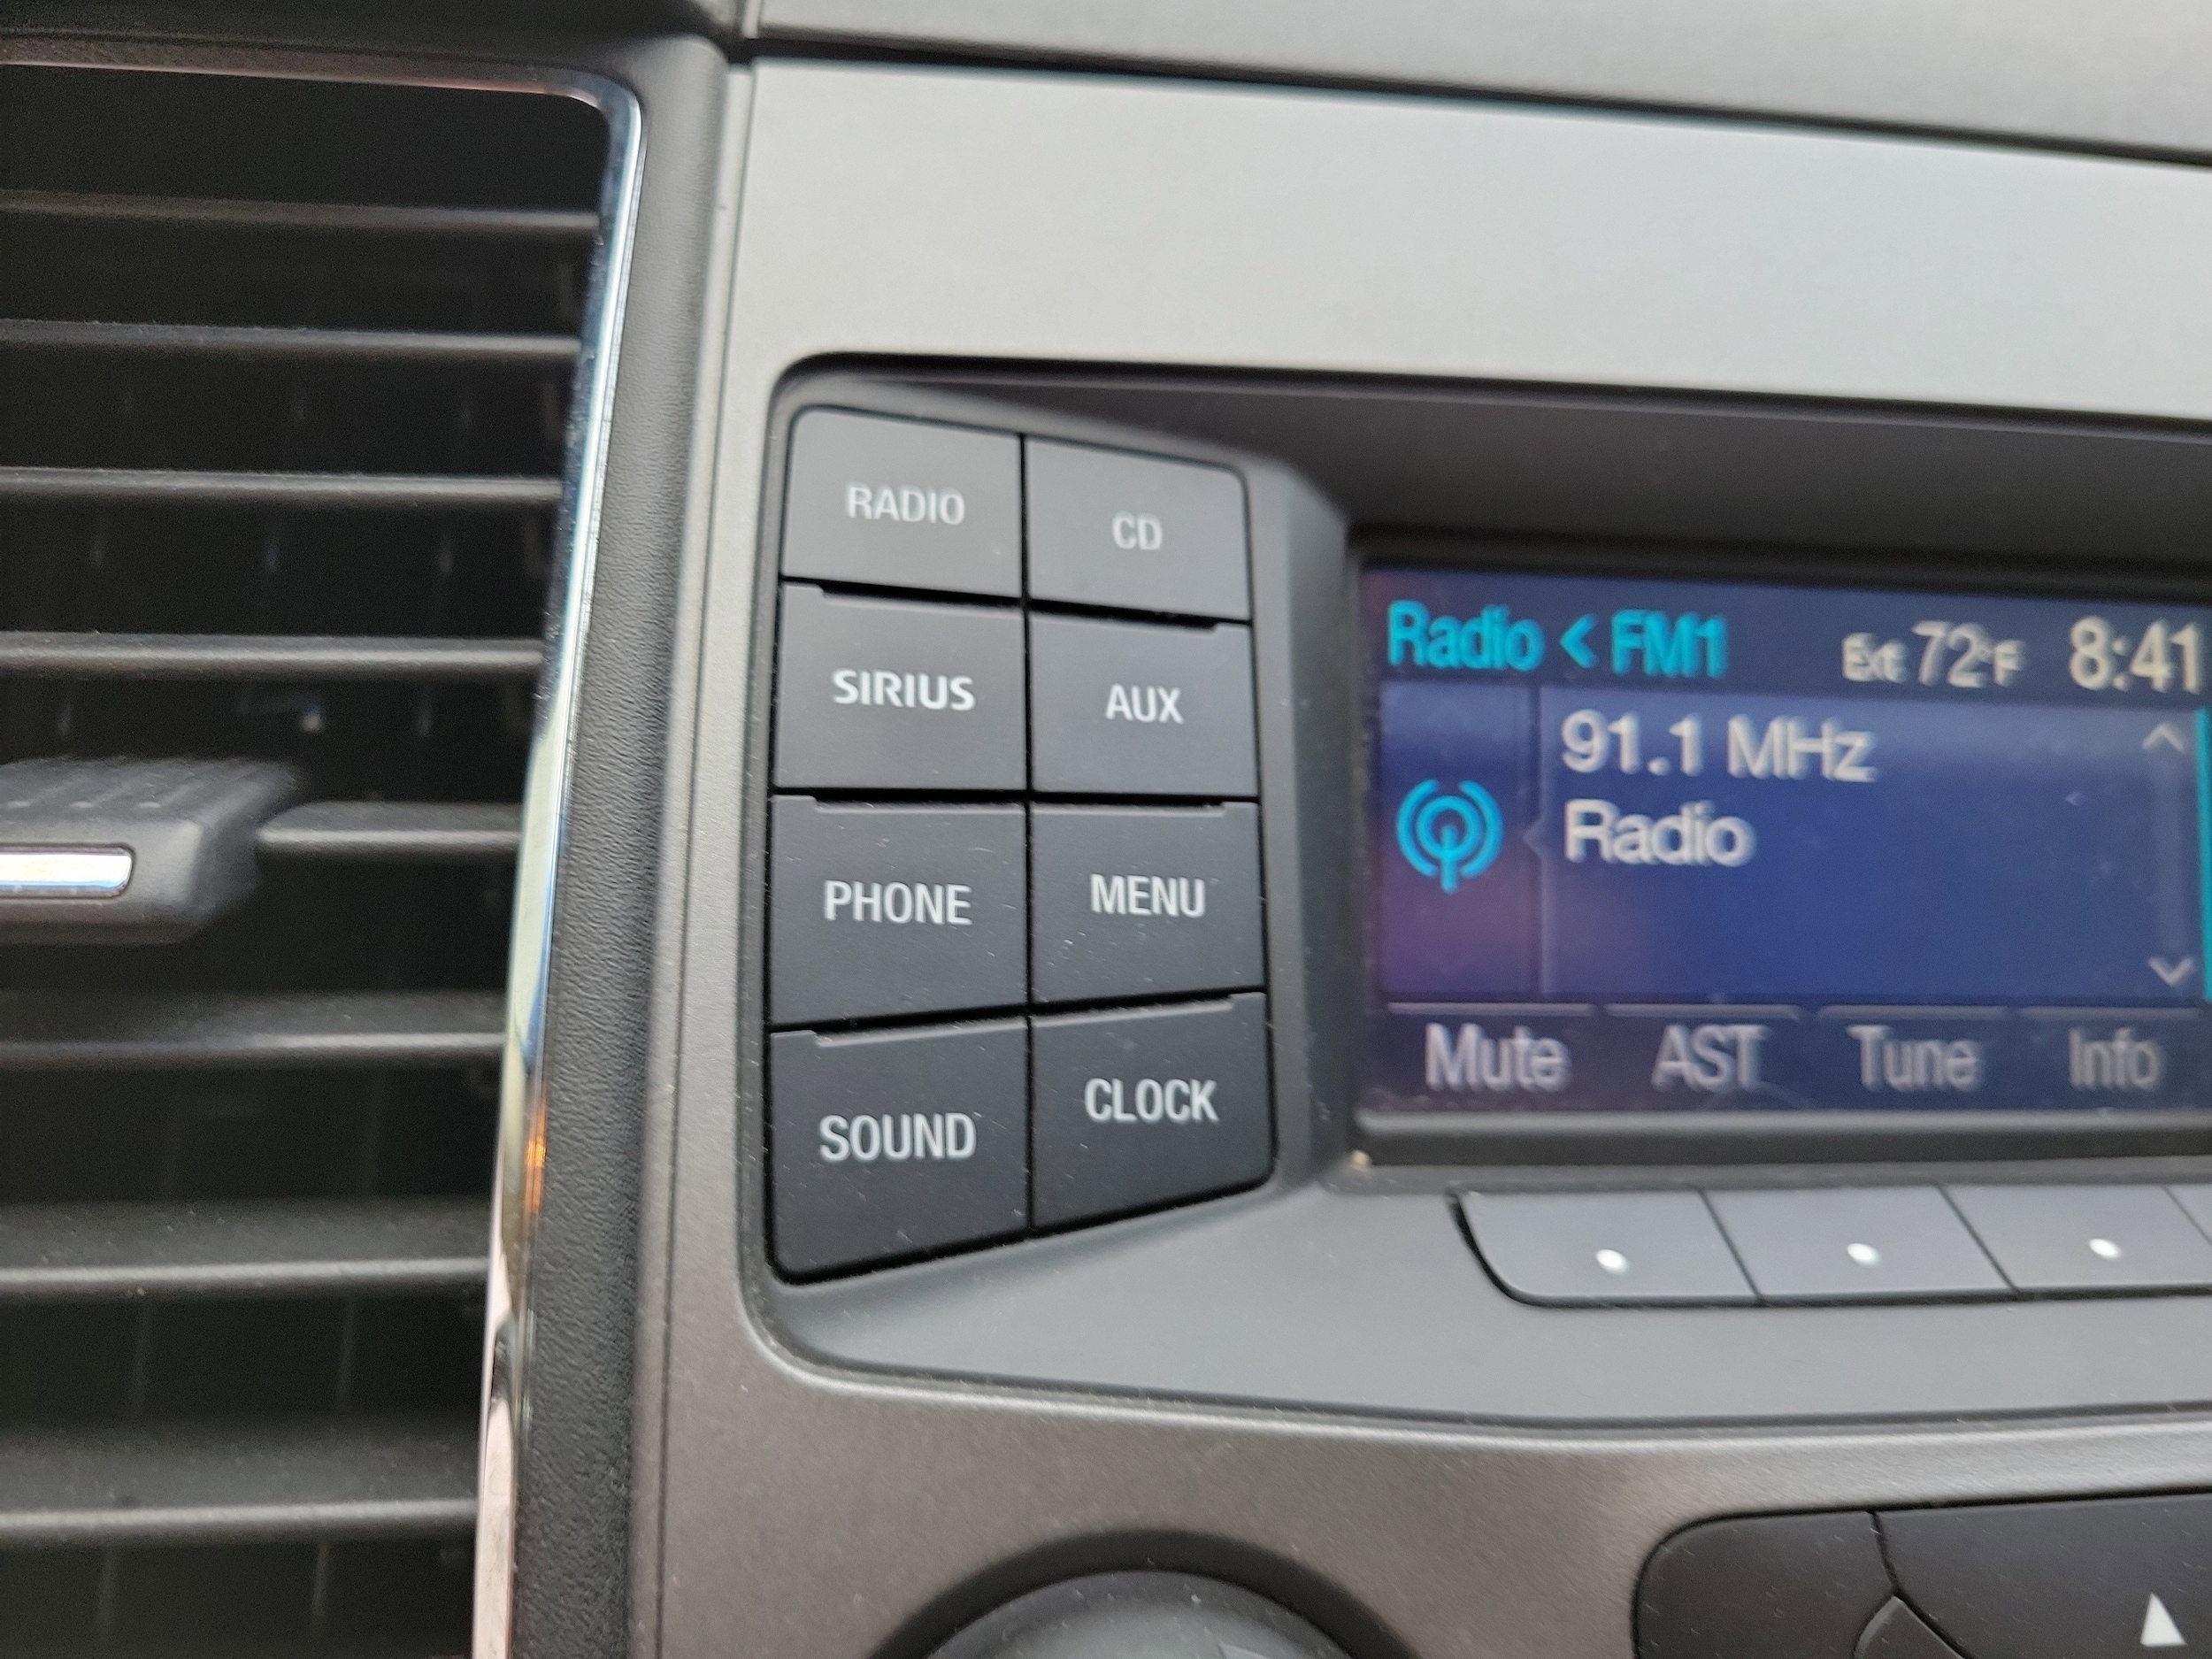 RADIO
CD
SIRIUS
AUX
PHONE
MENU
SOUND
CLOCK
Radio < FM1 Ext 72°F 8:41
91.1 MHz
Radio
Mute AST Tune Info